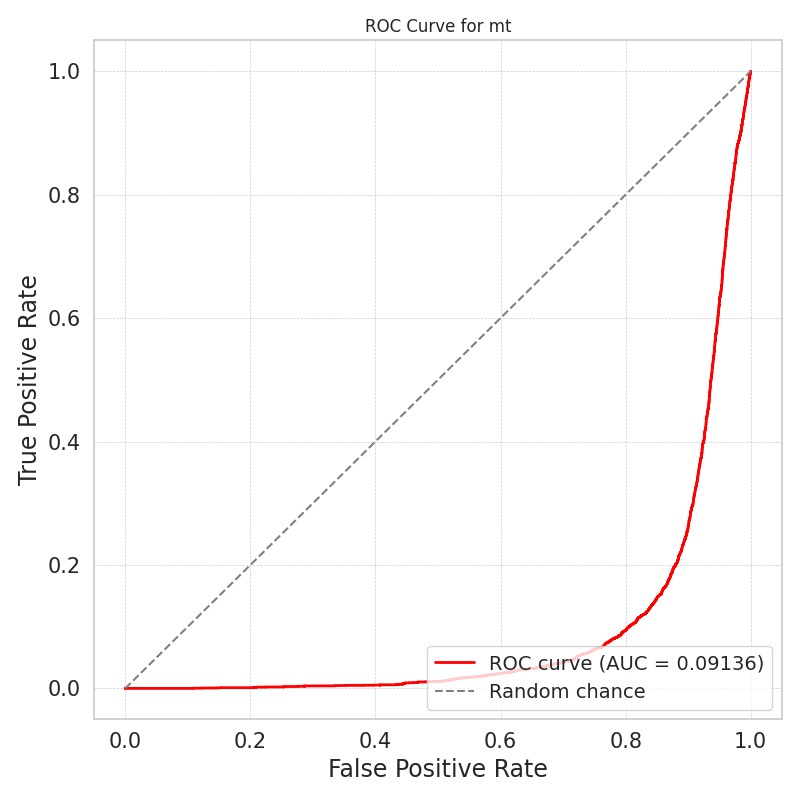 ROC Curve for mt
1.0
0.8
0.6
0.4
0.2
0.0
True Positive Rate
ROC curve (AUC = 0.09136)
Random chance
0.0 0.2 0.4 0.6 0.8 1.0
False Positive Rate